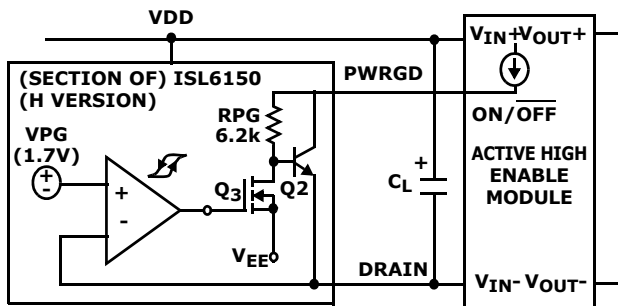 VDD
(SECTION OF) ISL6150
(H VERSION)
VPG
(1.7V)
+
-
+
-
RPG
6.2k
Q3
Q2
VEE
PWRGD
DRAIN
+
CL
VIN+ VOUT+
ON/OFF
ACTIVE HIGH
ENABLE
MODULE
VIN- VOUT-